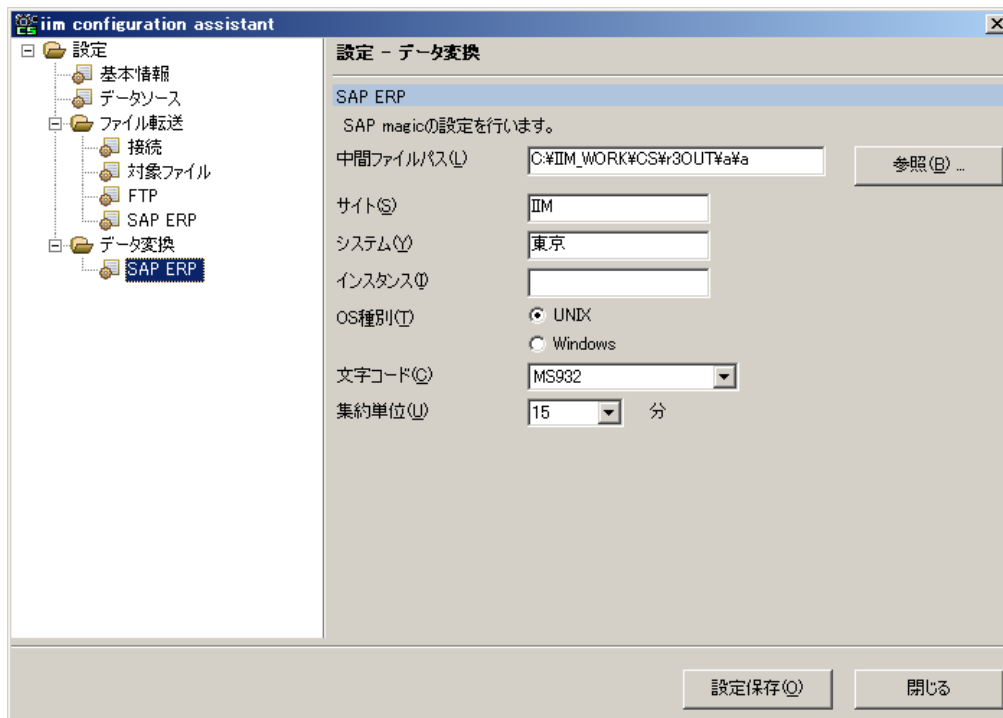 iim configuration assistant
設定
基本情報
データソース
ファイル転送
接続
対象ファイル
FTP
SAP ERP
データ変換
SAP ERP
設定 - データ変換
SAP ERP
SAP magicの設定を行います。
中間ファイルパス(L) C:¥IIM_WORK¥CS¥r3OUT¥a¥a 参照(B) ...
サイト(S) IIM
システム(Y) 東京
インスタンス(I)
OS種別(T) UNIX
Windows
文字コード(C) MS932
集約単位(U) 15 分
設定保存(O) 閉じる